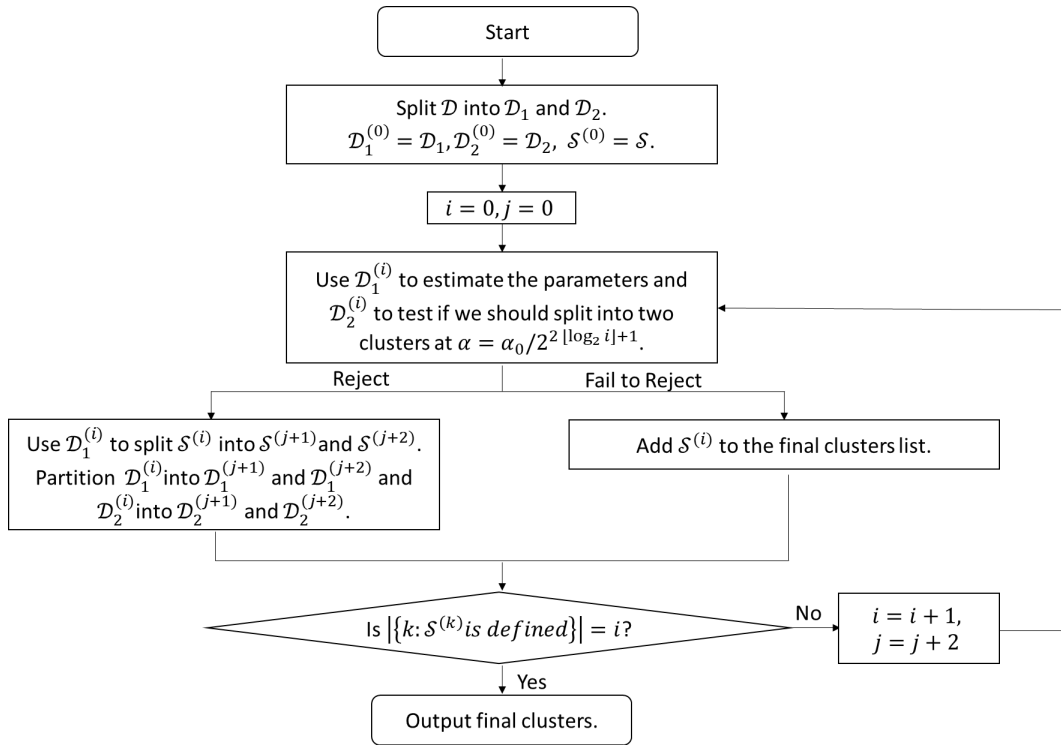 Start
Split 𝒟 into 𝒟₁ and 𝒟₂.
𝒟₁⁽⁰⁾ = 𝒟₁, 𝒟₂⁽⁰⁾ = 𝒟₂, 𝒮⁽⁰⁾ = 𝒮.
i = 0, j = 0
Use 𝒟₁⁽ⁱ⁾ to estimate the parameters and
𝒟₂⁽ⁱ⁾ to test if we should split into two
clusters at α = α₀/2^{2⌊log₂ i⌋+1}.
Reject
Fail to Reject
Use 𝒟₁⁽ⁱ⁾ to split 𝒮⁽ⁱ⁾ into 𝒮⁽ʲ⁺¹⁾ and 𝒮⁽ʲ⁺²⁾.
Partition 𝒟₁⁽ⁱ⁾ into 𝒟₁⁽ʲ⁺¹⁾ and 𝒟₁⁽ʲ⁺²⁾ and
𝒟₂⁽ⁱ⁾ into 𝒟₂⁽ʲ⁺¹⁾ and 𝒟₂⁽ʲ⁺²⁾.
Add 𝒮⁽ⁱ⁾ to the final clusters list.
Is |{k: 𝒮⁽ᵏ⁾ is defined}| = i?
No
i = i + 1,
j = j + 2
Yes
Output final clusters.